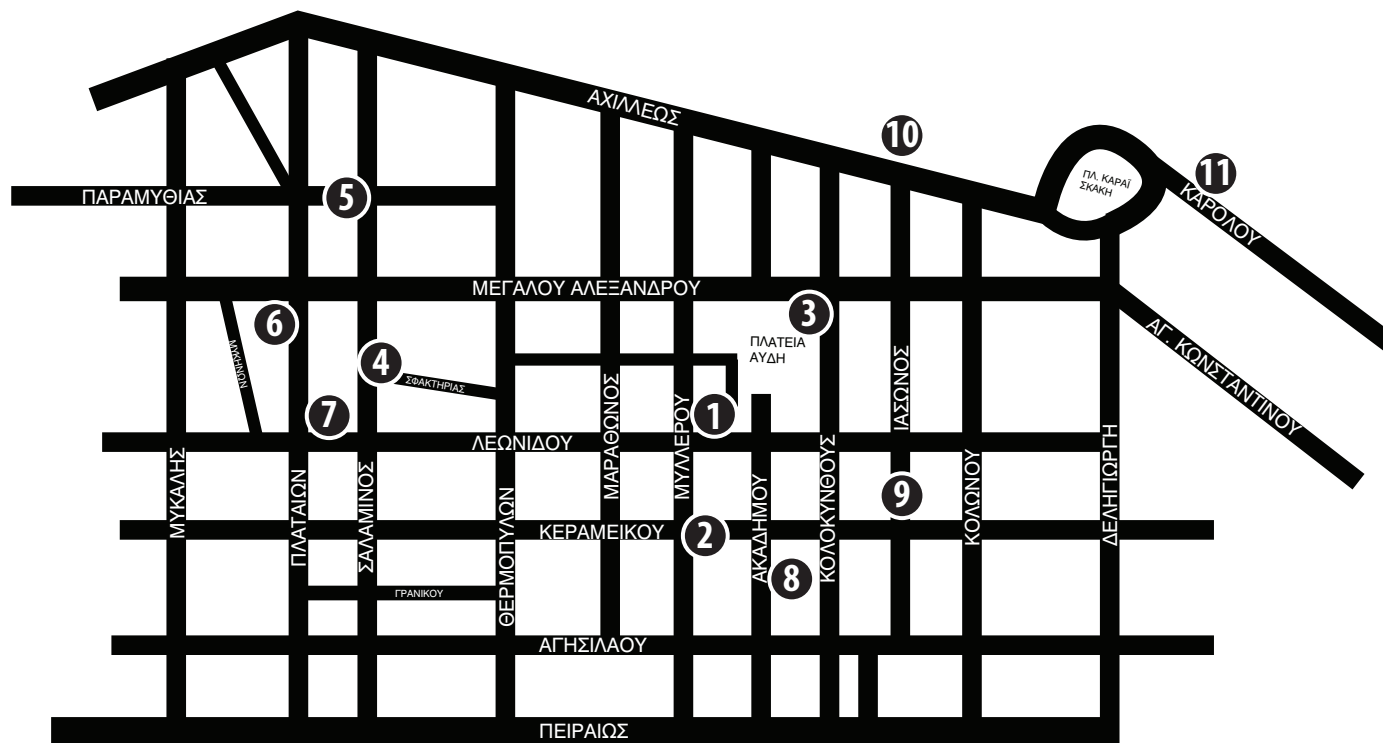 ΑΧΙΛΛΕΩΣ
10
ΠΛ. ΚΑΡΑΪ
ΣΚΑΚΗ
11
ΚΑΡΟΛΟΥ
ΠΑΡΑΜΥΘΙΑΣ
5
ΜΕΓΑΛΟΥ ΑΛΕΞΑΝΔΡΟΥ
6
3
ΠΛΑΤΕΙΑ
ΑΥΔΗ
ΜΥΚΗΝΩΝ
4
ΣΦΑΚΤΗΡΙΑΣ
ΑΓ. ΚΩΝΣΤΑΝΤΙΝΟΥ
7
1
ΛΕΩΝΙΔΟΥ
ΜΥΚΑΛΗΣ
ΠΛΑΤΑΙΩΝ
ΣΑΛΑΜΙΝΟΣ
ΘΕΡΜΟΠΥΛΩΝ
ΜΑΡΑΘΩΝΟΣ
ΜΥΛΛΕΡΟΥ
ΑΚΑΔΗΜΟΥ
ΚΟΛΟΚΥΝΘΟΥΣ
ΙΑΣΩΝΟΣ
ΚΟΛΩΝΟΥ
ΔΕΛΗΓΙΩΡΓΗ
9
ΚΕΡΑΜΕΙΚΟΥ
2
8
ΓΡΑΝΙΚΟΥ
ΑΓΗΣΙΛΑΟΥ
ΠΕΙΡΑΙΩΣ